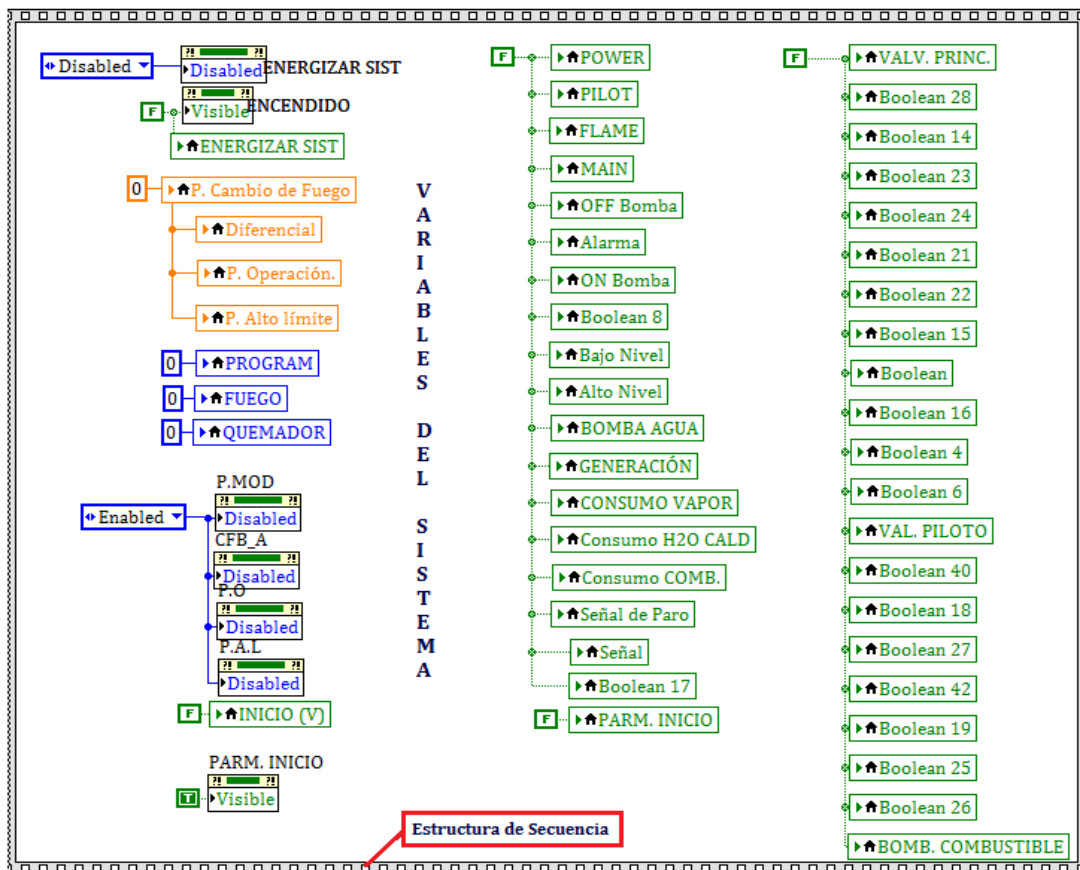 Disabled
Disabled
ENERGIZAR SIST
Visible
ENCENDIDO
F
ENERGIZAR SIST
0
P. Cambio de Fuego
Diferencial
P. Operación.
P. Alto límite
0
PROGRAM
0
FUEGO
0
QUEMADOR
P.MOD
Enabled
Disabled
CFB_A
Disabled
P.O
Disabled
P.A.L
Disabled
F
INICIO (V)
PARM. INICIO
T
Visible
VARIABLES DEL SISTEMA
F
POWER
PILOT
FLAME
MAIN
OFF Bomba
Alarma
ON Bomba
Boolean 8
Bajo Nivel
Alto Nivel
BOMBA AGUA
GENERACIÓN
CONSUMO VAPOR
Consumo H2O CALD
Consumo COMB.
Señal de Paro
Señal
Boolean 17
F
PARM. INICIO
F
VALV. PRINC.
Boolean 28
Boolean 14
Boolean 23
Boolean 24
Boolean 21
Boolean 22
Boolean 15
Boolean
Boolean 16
Boolean 4
Boolean 6
VAL. PILOTO
Boolean 40
Boolean 18
Boolean 27
Boolean 42
Boolean 19
Boolean 25
Boolean 26
BOMB. COMBUSTIBLE
Estructura de Secuencia